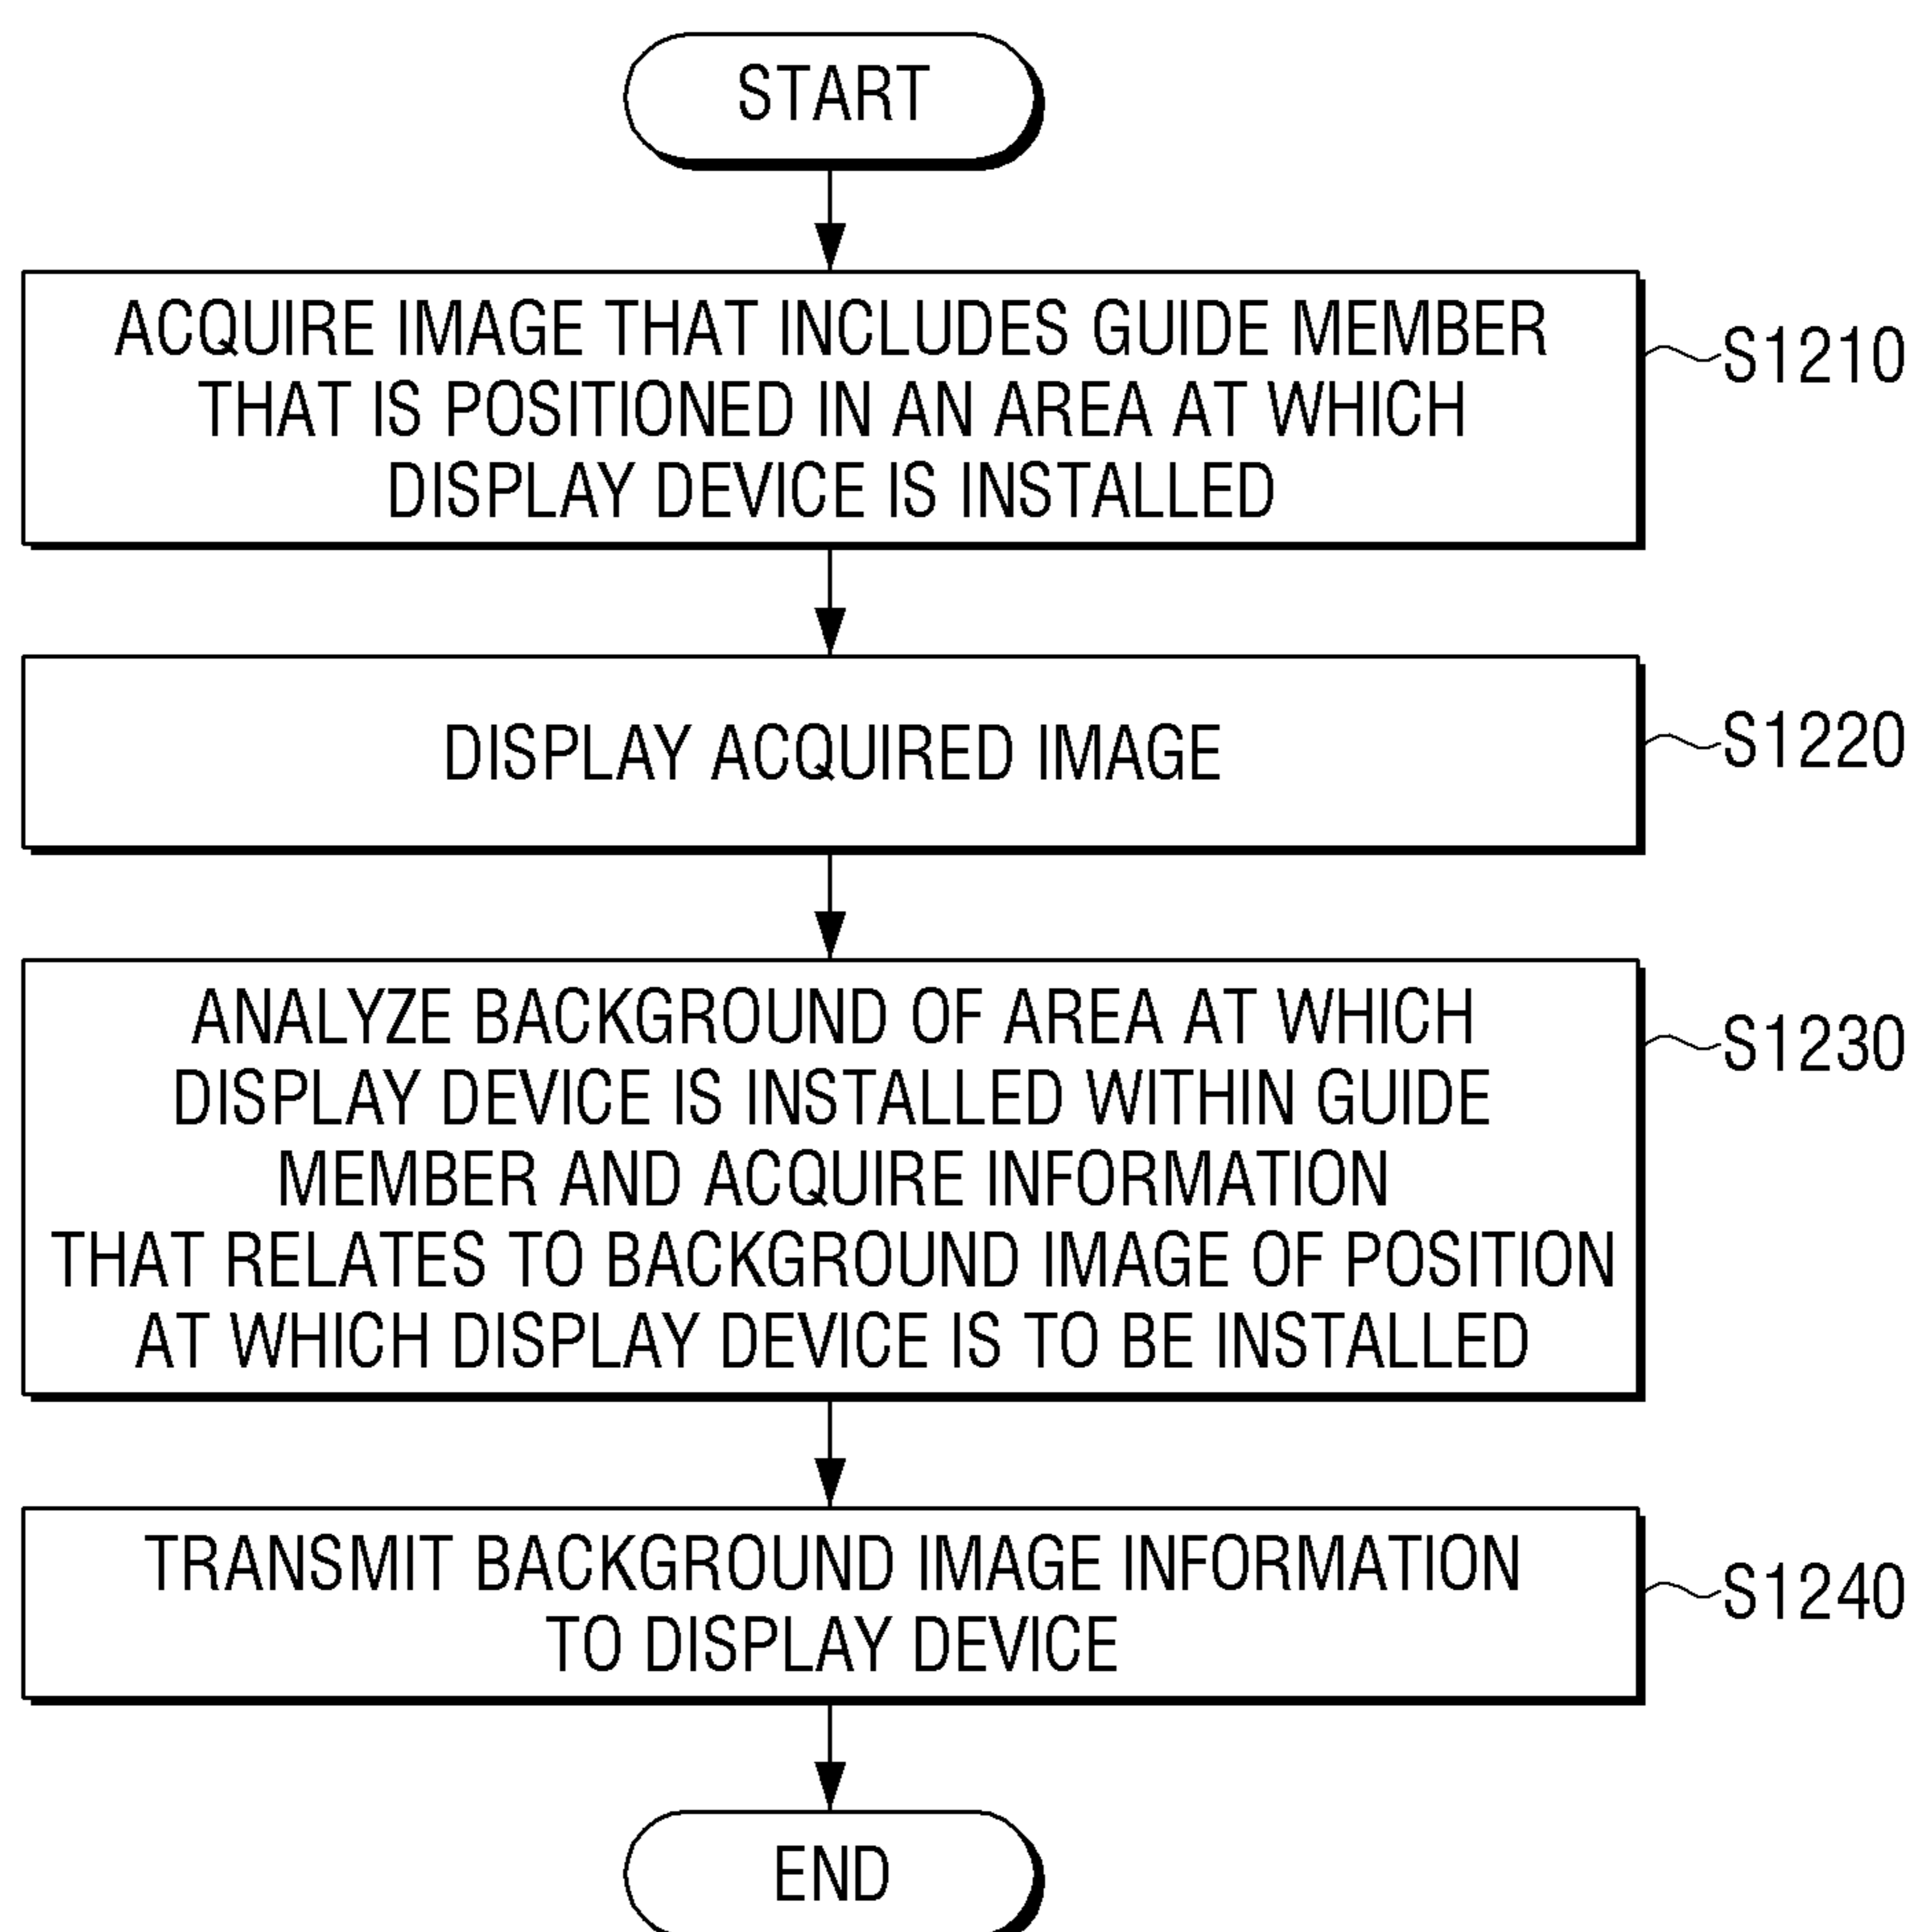 START
ACQUIRE IMAGE THAT INCLUDES GUIDE MEMBER
THAT IS POSITIONED IN AN AREA AT WHICH
DISPLAY DEVICE IS INSTALLED
S1210
DISPLAY ACQUIRED IMAGE
S1220
ANALYZE BACKGROUND OF AREA AT WHICH
DISPLAY DEVICE IS INSTALLED WITHIN GUIDE
MEMBER AND ACQUIRE INFORMATION
THAT RELATES TO BACKGROUND IMAGE OF POSITION
AT WHICH DISPLAY DEVICE IS TO BE INSTALLED
S1230
TRANSMIT BACKGROUND IMAGE INFORMATION
TO DISPLAY DEVICE
S1240
END